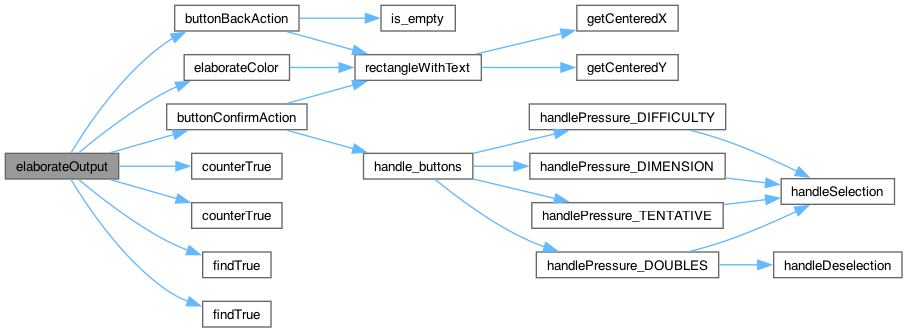 elaborateOutput
buttonBackAction
elaborateColor
buttonConfirmAction
counterTrue
counterTrue
findTrue
findTrue
is_empty
rectangleWithText
handle_buttons
getCenteredX
getCenteredY
handlePressure_DIFFICULTY
handlePressure_DIMENSION
handlePressure_TENTATIVE
handlePressure_DOUBLES
handleSelection
handleDeselection